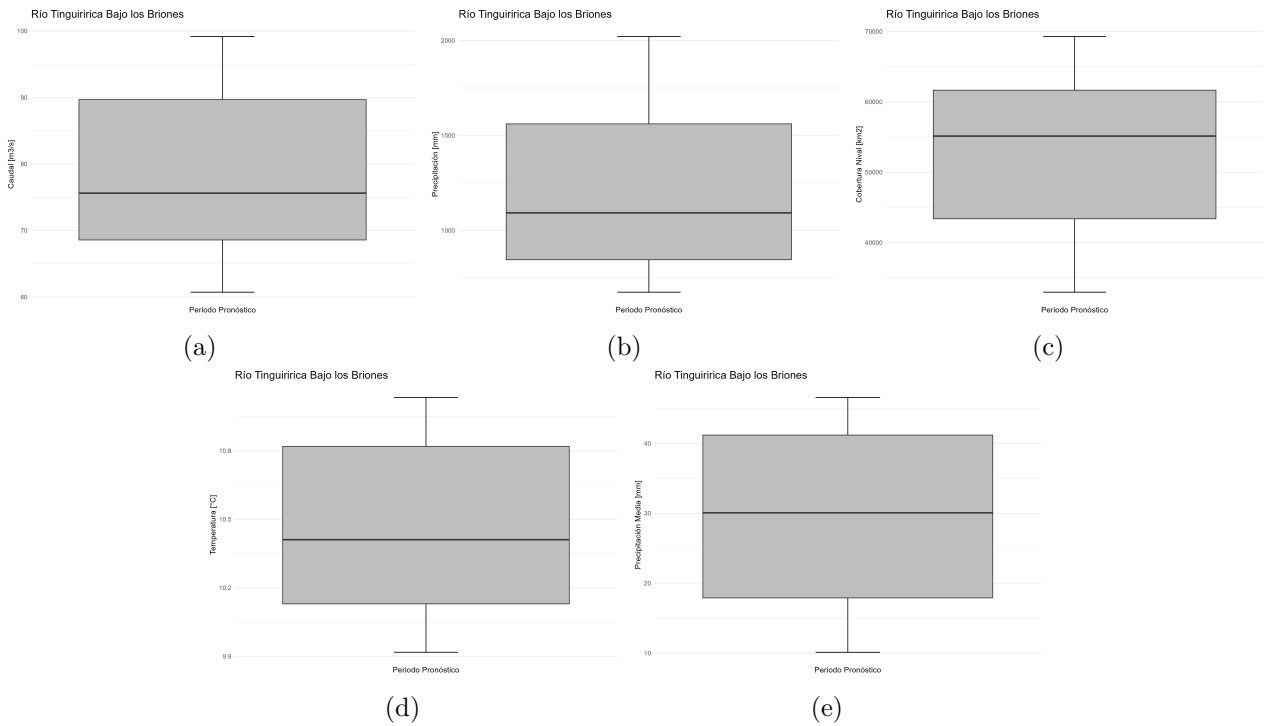 Río Tinguiririca Bajo los Briones
100
90
80
70
60
Caudal [m3/s]
Periodo Pronóstico
(a)
Río Tinguiririca Bajo los Briones
2000
1500
1000
Precipitación [mm]
Periodo Pronóstico
(b)
Río Tinguiririca Bajo los Briones
70000
60000
50000
40000
Cobertura Nival [km2]
Periodo Pronóstico
(c)
Río Tinguiririca Bajo los Briones
10.8
10.5
10.2
9.9
Temperatura [°C]
Periodo Pronóstico
(d)
Río Tinguiririca Bajo los Briones
40
30
20
10
Precipitación Media [mm]
Periodo Pronóstico
(e)